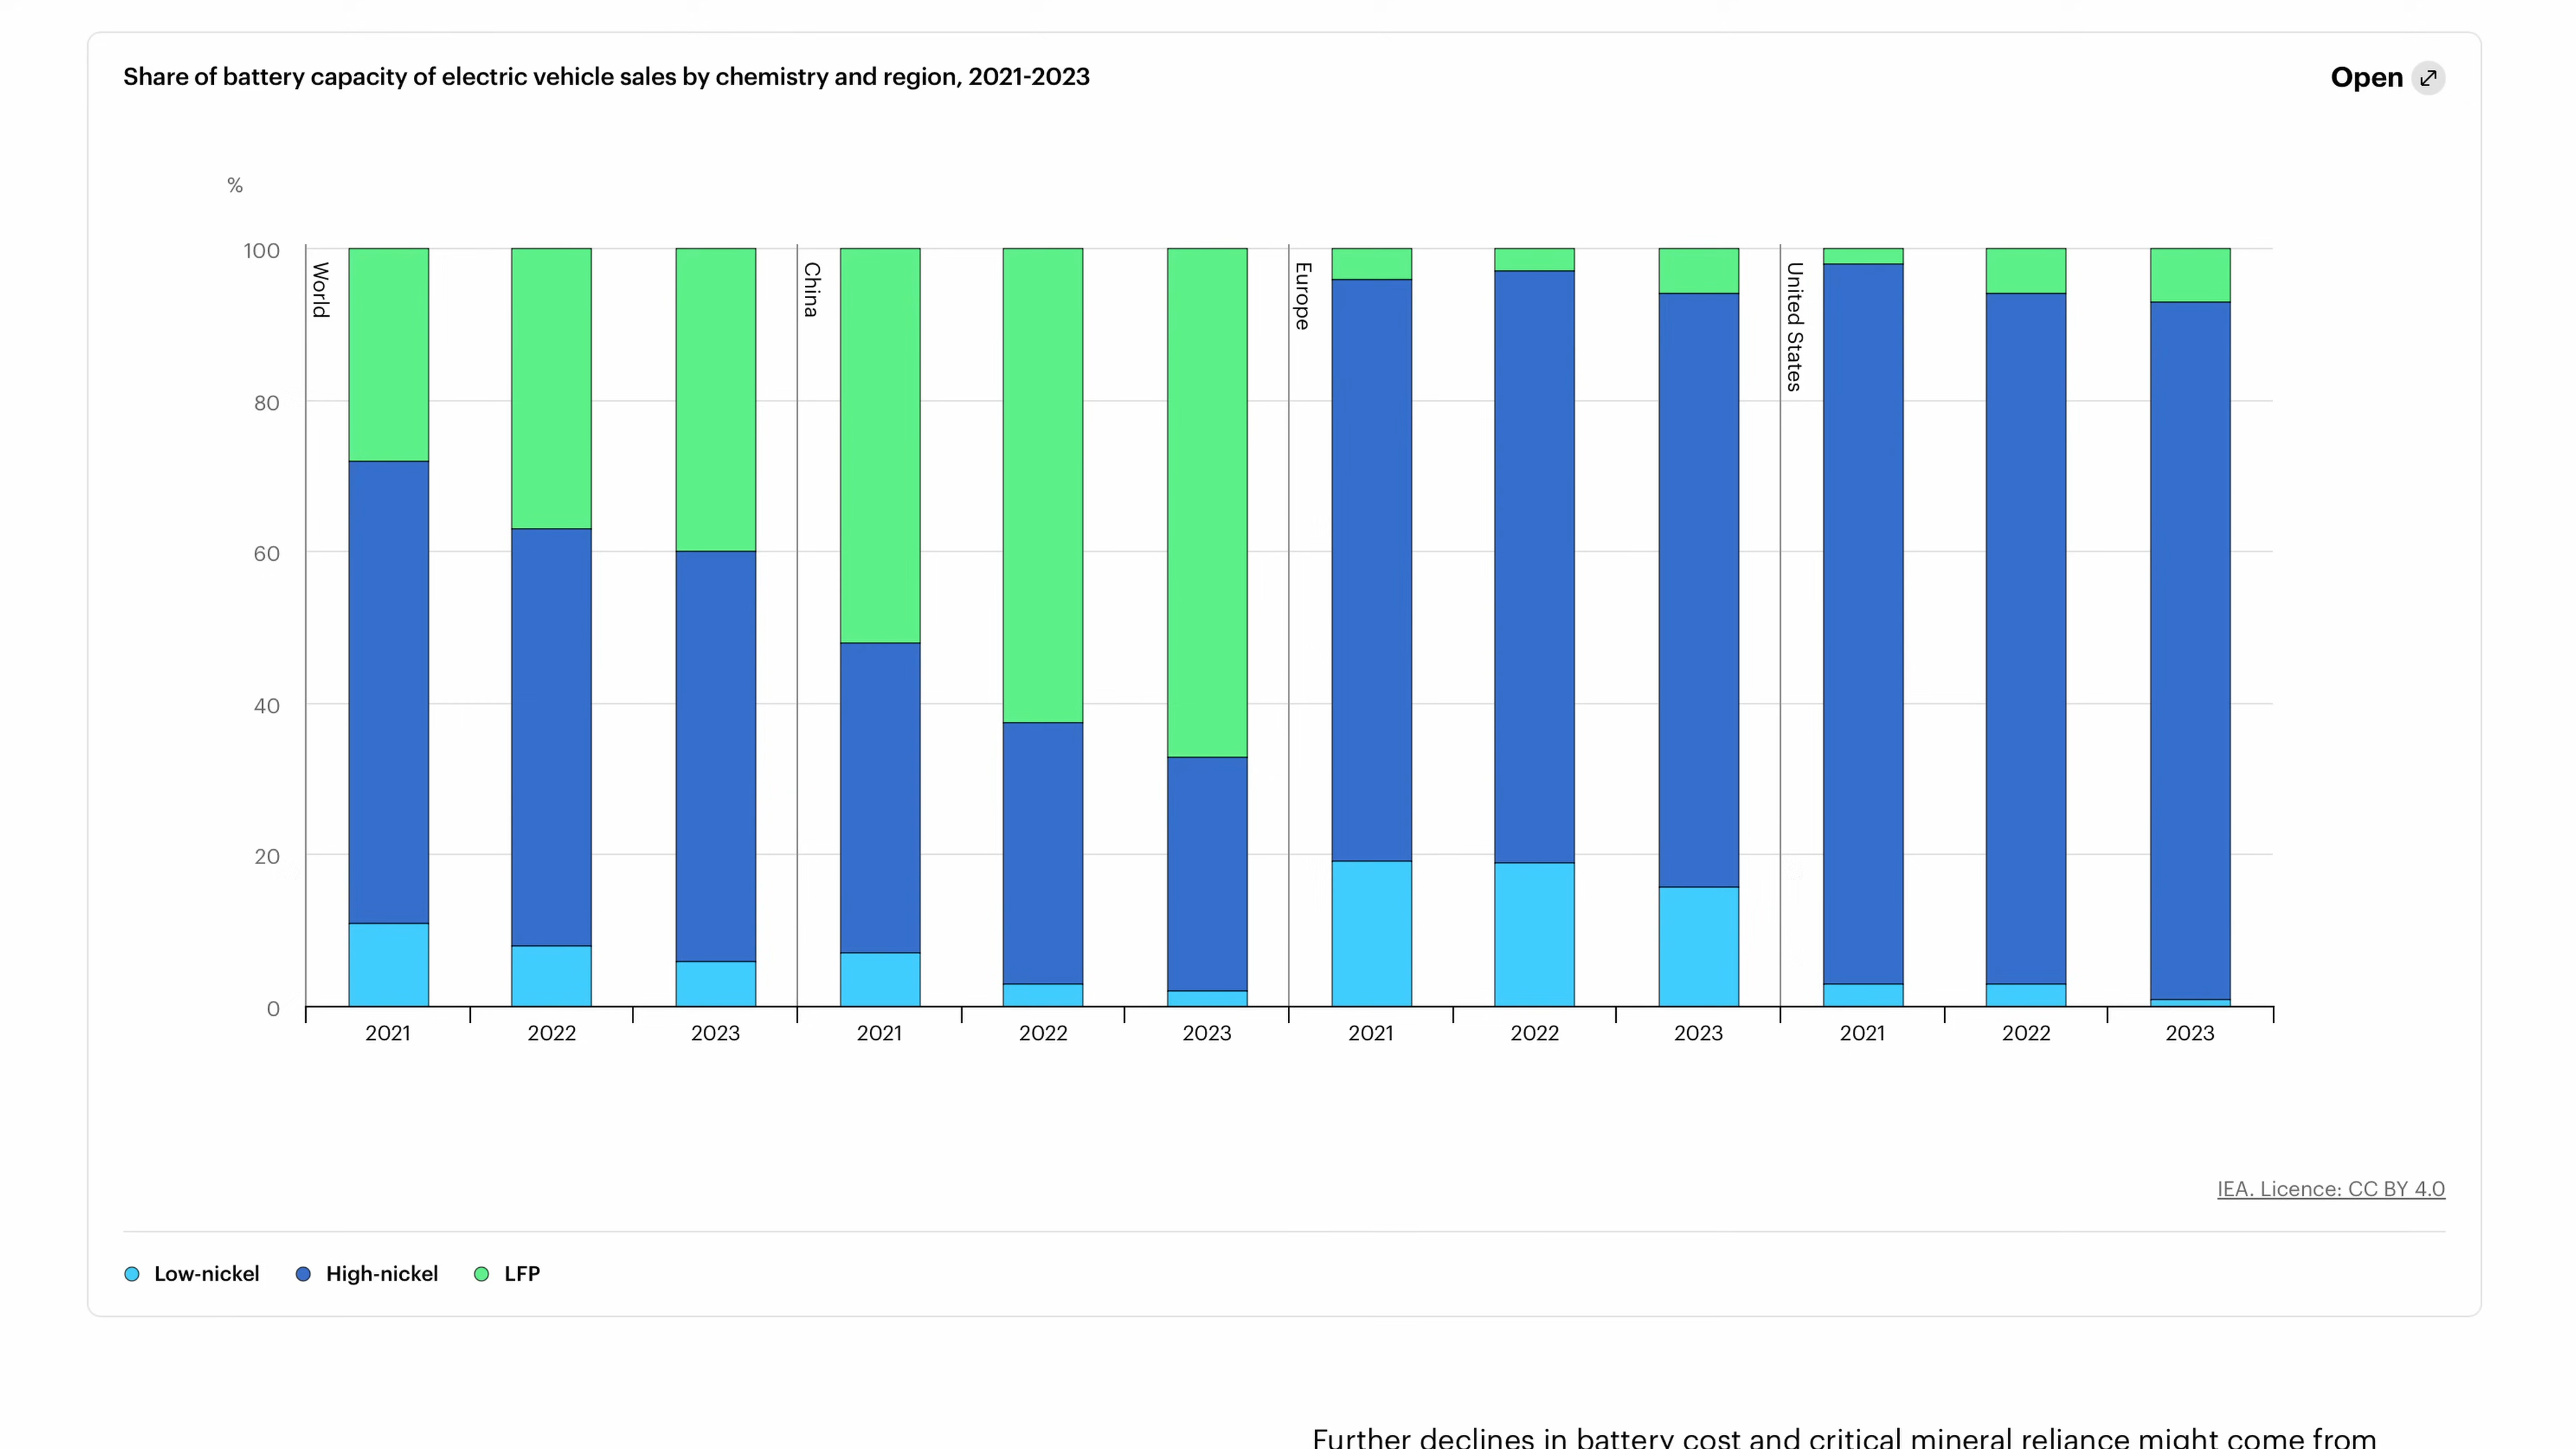 Share of battery capacity of electric vehicle sales by chemistry and region, 2021-2023
Open
%
100
80
60
40
20
0
World
China
Europe
United States
2021 2022 2023 2021 2022 2023 2021 2022 2023 2021 2022 2023
IEA. Licence: CC BY 4.0
Low-nickel High-nickel LFP
Further declines in battery cost and critical mineral reliance might come from